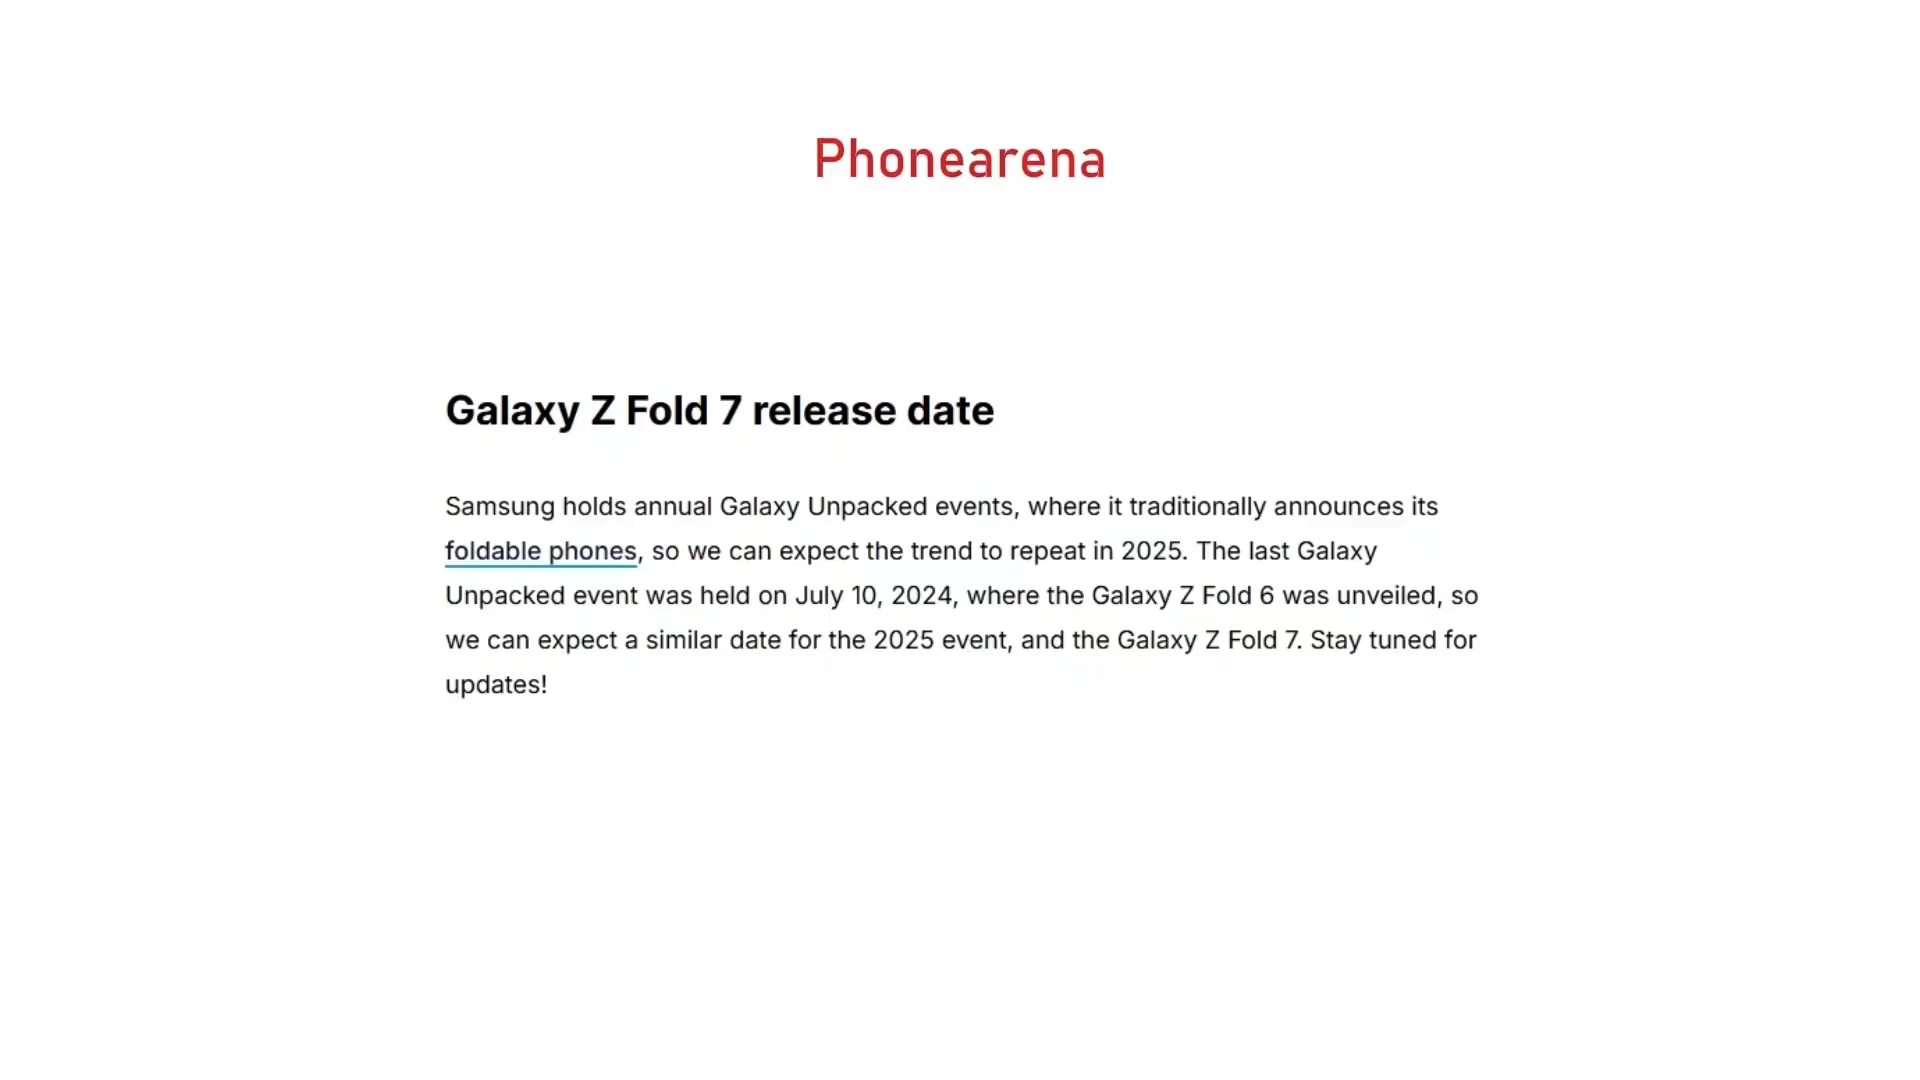 Phonearena
Galaxy Z Fold 7 release date
Samsung holds annual Galaxy Unpacked events, where it traditionally announces its
foldable phones, so we can expect the trend to repeat in 2025. The last Galaxy
Unpacked event was held on July 10, 2024, where the Galaxy Z Fold 6 was unveiled, so
we can expect a similar date for the 2025 event, and the Galaxy Z Fold 7. Stay tuned for
updates!